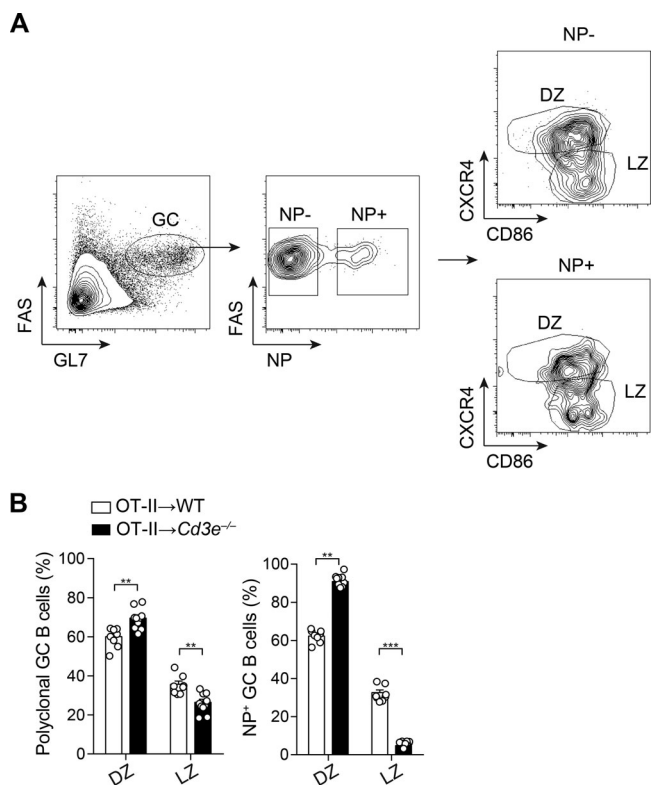 A
NP-
DZ
LZ
CXCR4
CD86
GC
FAS
GL7
NP- NP+
FAS
NP
NP+
DZ
LZ
CXCR4
CD86
B
OT-II→WT
OT-II→Cd3e⁻/⁻
Polyclonal GC B cells (%)
100
80
60
40
20
0
**
**
DZ LZ
NP⁺ GC B cells (%)
100
80
60
40
20
0
**
***
DZ LZ